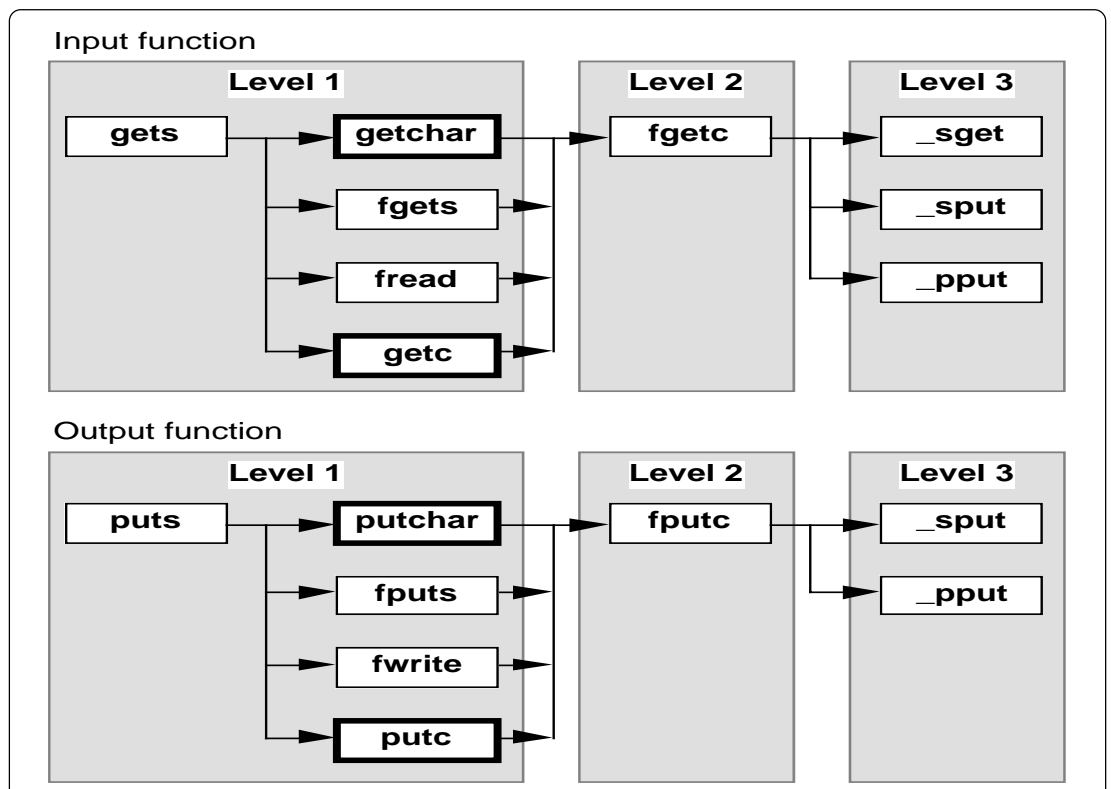 Input function
Level 1 Level 2 Level 3
gets getchar fgetc _sget
fgets _sput
fread _pput
getc
Output function
Level 1 Level 2 Level 3
puts putchar fputc _sput
fputs _pput
fwrite
putc